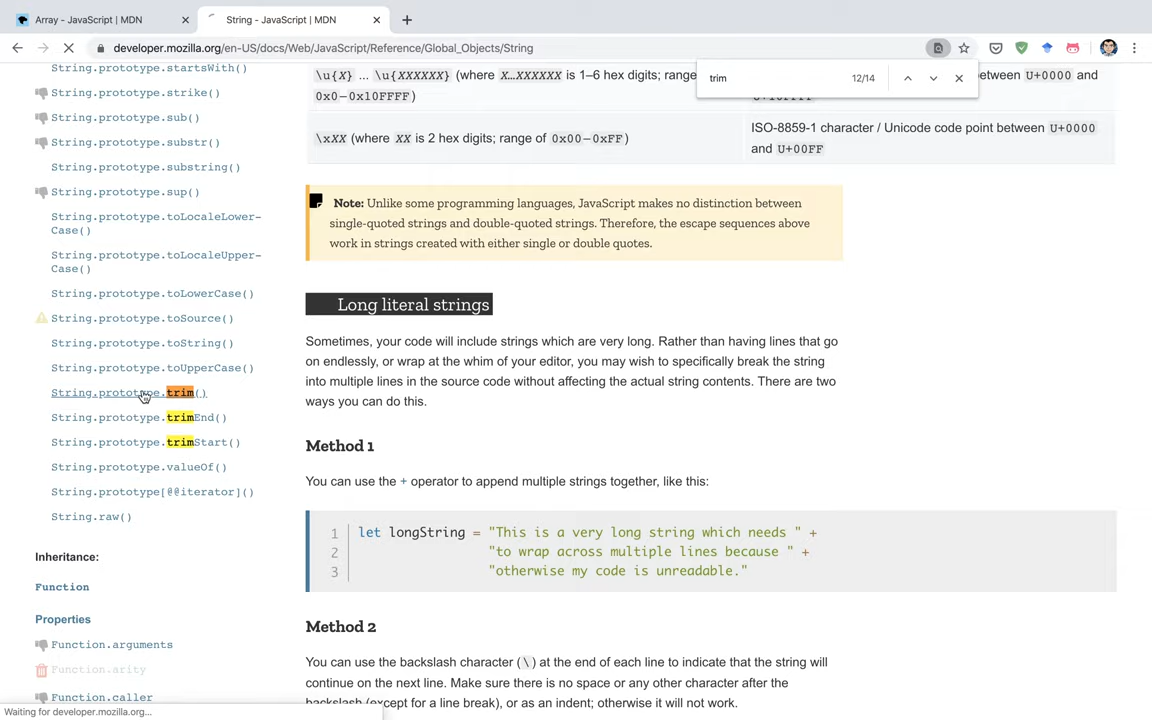 Array - JavaScript | MDN
String - JavaScript | MDN
developer.mozilla.org/en-US/docs/Web/JavaScript/Reference/Global_Objects/String
trim
12/14
String.prototype.startsWith()
String.prototype.strike()
String.prototype.sub()
String.prototype.substr()
String.prototype.substring()
String.prototype.sup()
String.prototype.toLocaleLower-
Case()
String.prototype.toLocaleUpper-
Case()
String.prototype.toLowerCase()
String.prototype.toSource()
String.prototype.toString()
String.prototype.toUpperCase()
String.prototype.trim()
String.prototype.trimEnd()
String.prototype.trimStart()
String.prototype.valueOf()
String.prototype[@@iterator]()
String.raw()
Inheritance:
Function
Properties
Function.arguments
Function.arity
Function.caller
Waiting for developer.mozilla.org...
\u{X} … \u{XXXXXX} (where X…XXXXXX is 1–6 hex digits; range
0x0–0x10FFFF)
between U+0000 and
\xXX (where XX is 2 hex digits; range of 0x00–0xFF)
ISO-8859-1 character / Unicode code point between U+0000
and U+00FF
Note: Unlike some programming languages, JavaScript makes no distinction between
single-quoted strings and double-quoted strings. Therefore, the escape sequences above
work in strings created with either single or double quotes.
Long literal strings
Sometimes, your code will include strings which are very long. Rather than having lines that go
on endlessly, or wrap at the whim of your editor, you may wish to specifically break the string
into multiple lines in the source code without affecting the actual string contents. There are two
ways you can do this.
Method 1
You can use the + operator to append multiple strings together, like this:
1 let longString = "This is a very long string which needs " +
2 "to wrap across multiple lines because " +
3 "otherwise my code is unreadable."
Method 2
You can use the backslash character (\) at the end of each line to indicate that the string will
continue on the next line. Make sure there is no space or any other character after the
backslash (except for a line break), or as an indent; otherwise it will not work.